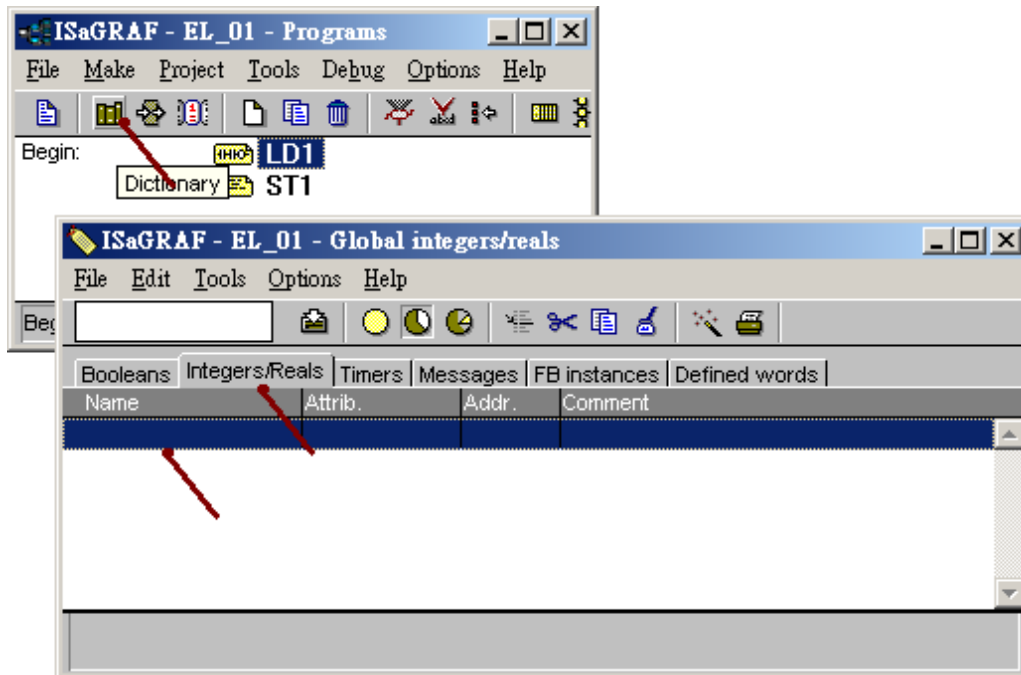 ISaGRAF - EL_01 - Programs
File Make Project Tools Debug Options Help
Begin: LD1
Dictionary ST1
ISaGRAF - EL_01 - Global integers/reals
File Edit Tools Options Help
Beg
Booleans Integers/Reals Timers Messages FB instances Defined words
Name Attrib. Addr. Comment